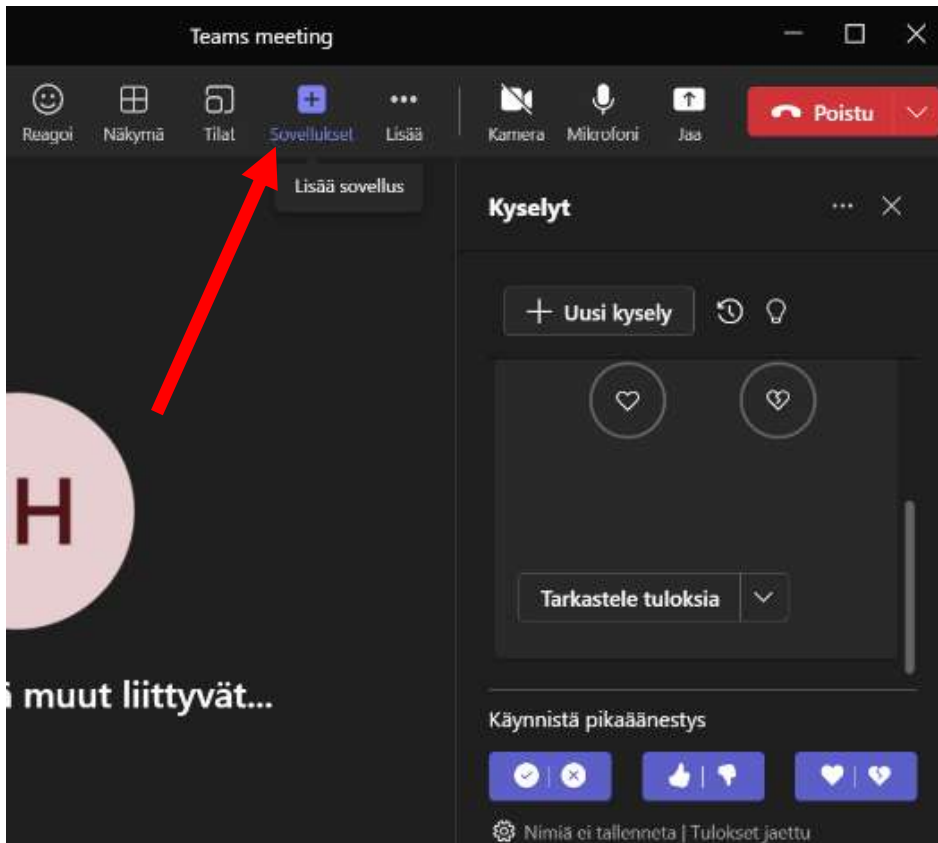 Teams meeting
Reagoi Näkymä Tilat Sovellukset Lisää Kamera Mikrofoni Jaa Poistu
Lisää sovellus
Kyselyt
Uusi kysely
H
Tarkastele tuloksia
muut liittyvät...
Käynnistä pikaäänestys
Nimiä ei tallenneta | Tulokset jaettu